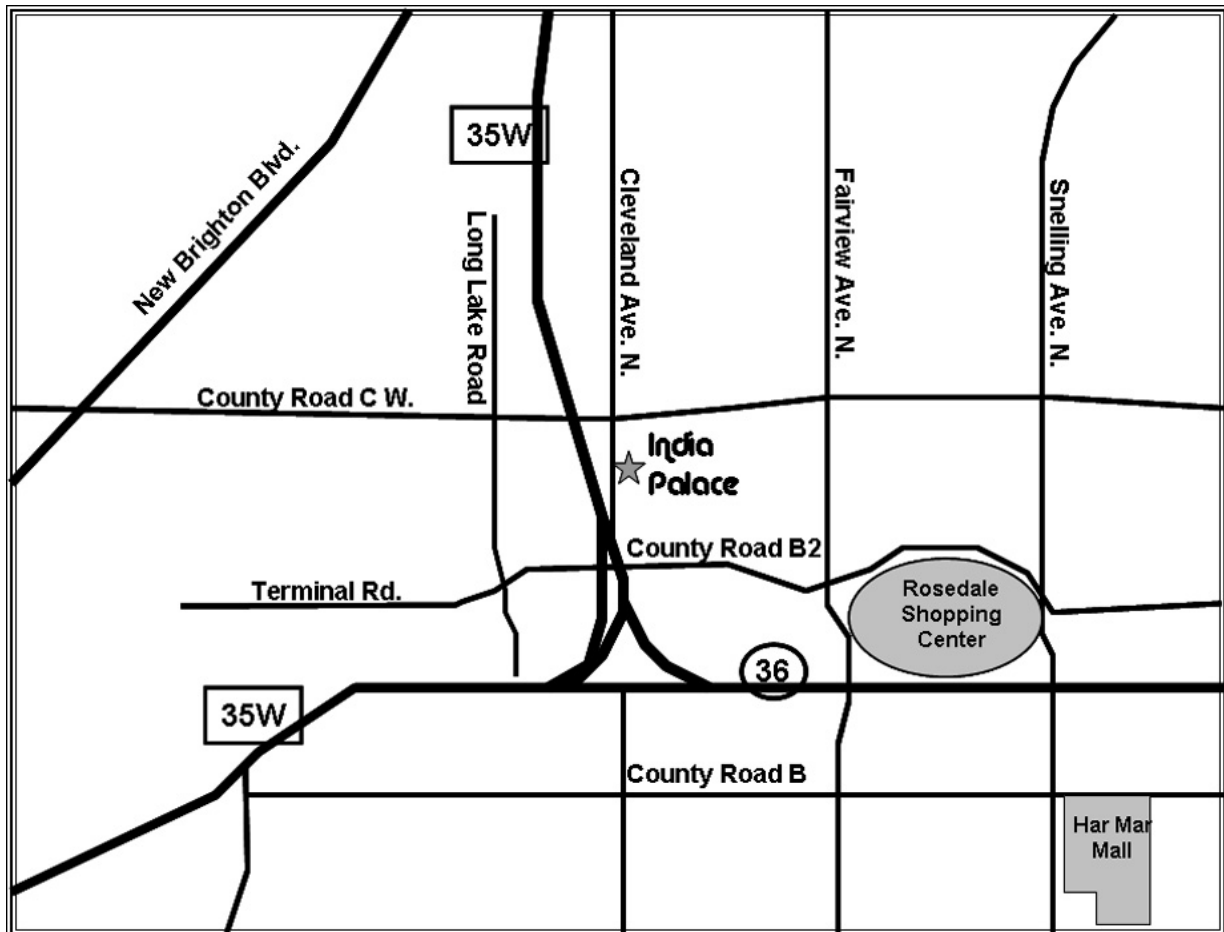 35W
New Brighton Blvd.
Long Lake Road
Cleveland Ave. N.
Fairview Ave. N.
Snelling Ave. N.
County Road C W.
India
Palace
County Road B2
Terminal Rd.
Rosedale
Shopping
Center
36
35W
County Road B
Har Mar
Mall